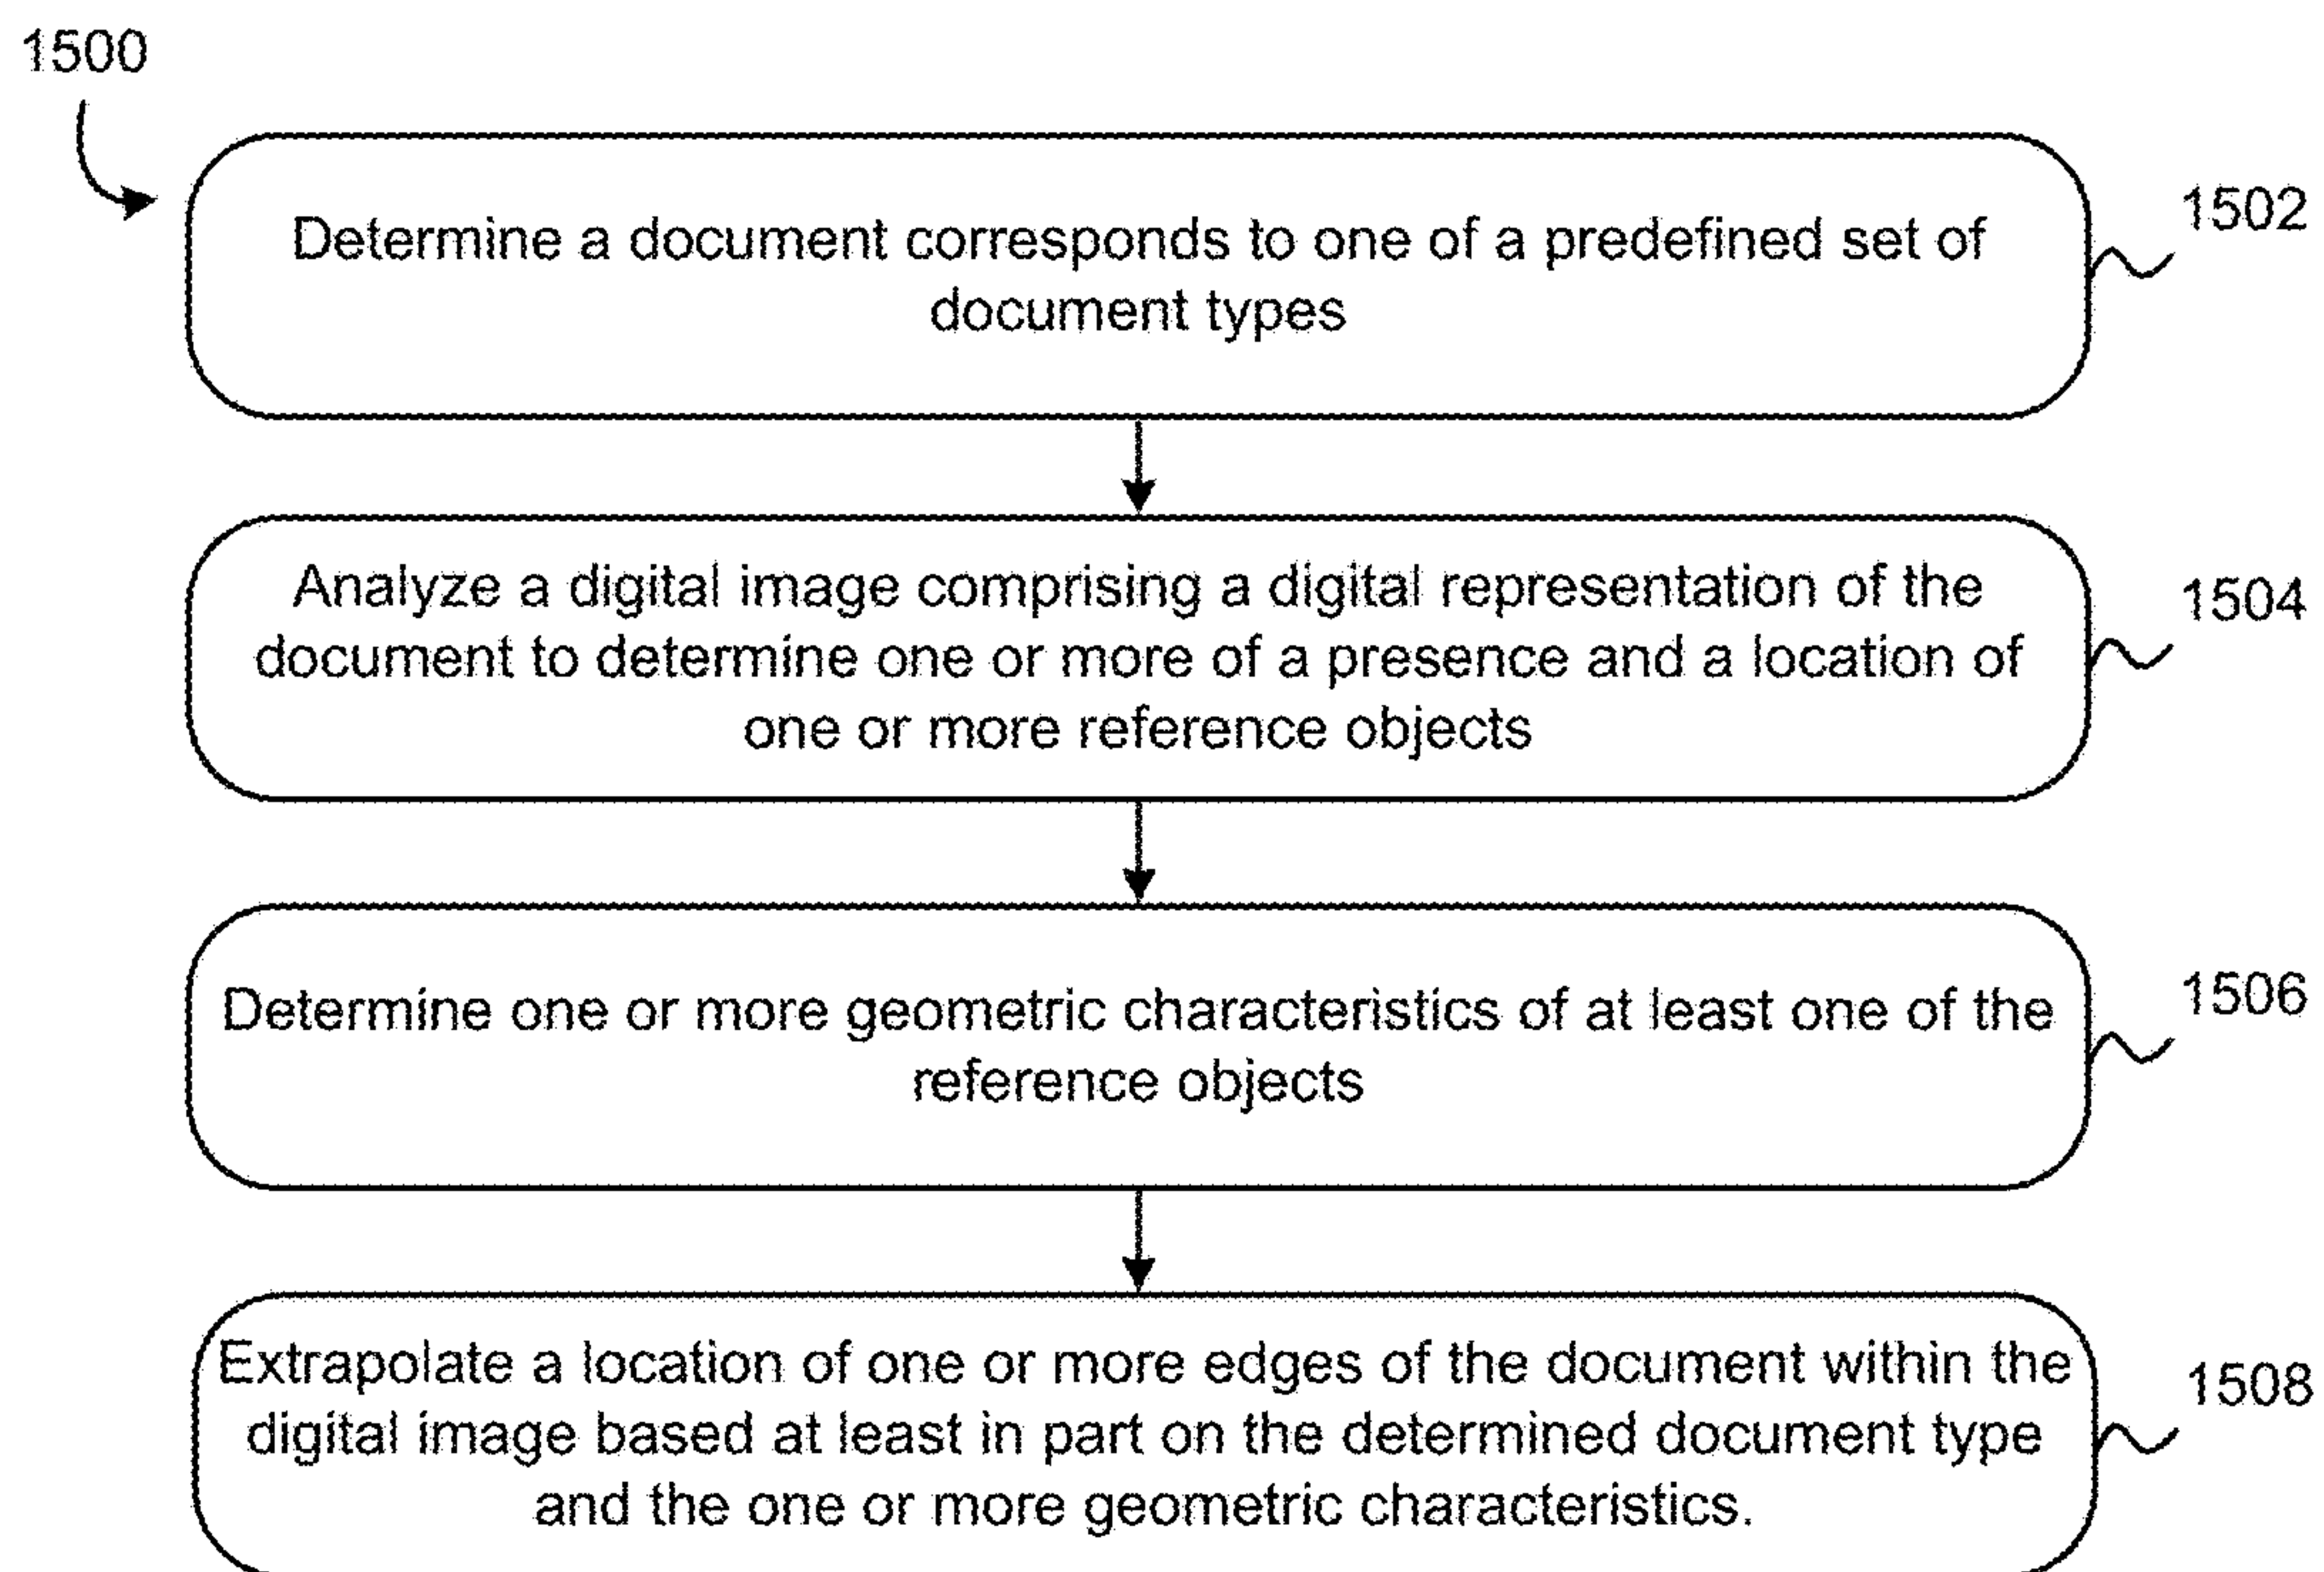 1500
Determine a document corresponds to one of a predefined set of
document types
1502
Analyze a digital image comprising a digital representation of the
document to determine one or more of a presence and a location of
one or more reference objects
1504
Determine one or more geometric characteristics of at least one of the
reference objects
1506
Extrapolate a location of one or more edges of the document within the
digital image based at least in part on the determined document type
and the one or more geometric characteristics.
1508